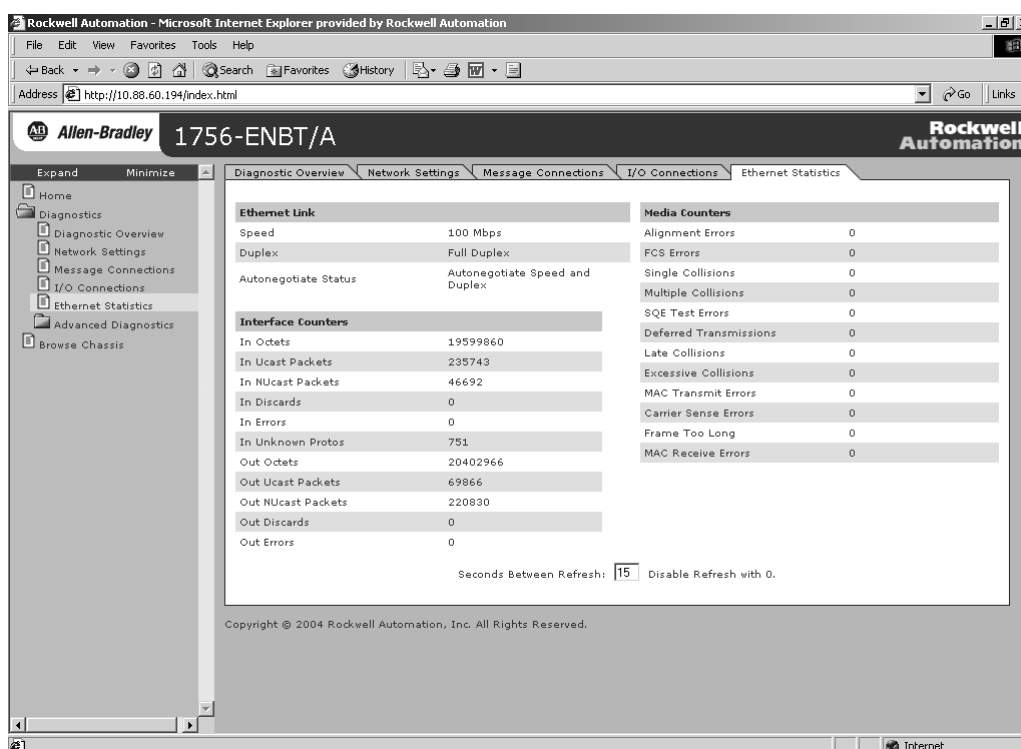 Rockwell Automation - Microsoft Internet Explorer provided by Rockwell Automation
File Edit View Favorites Tools Help
Back Search Favorites History
Address http://10.88.60.194/index.html Go Links
AB Allen-Bradley 1756-ENBT/A Rockwell Automation
Expand Minimize
Home
Diagnostics
Diagnostic Overview
Network Settings
Message Connections
I/O Connections
Ethernet Statistics
Advanced Diagnostics
Browse Chassis
Diagnostic Overview Network Settings Message Connections I/O Connections Ethernet Statistics
Ethernet Link
Speed 100 Mbps
Duplex Full Duplex
Autonegotiate Status Autonegotiate Speed and
Duplex
Interface Counters
In Octets 19599860
In Ucast Packets 235743
In NUcast Packets 46692
In Discards 0
In Errors 0
In Unknown Protos 751
Out Octets 20402966
Out Ucast Packets 69866
Out NUcast Packets 220830
Out Discards 0
Out Errors 0
Media Counters
Alignment Errors 0
FCS Errors 0
Single Collisions 0
Multiple Collisions 0
SQE Test Errors 0
Deferred Transmissions 0
Late Collisions 0
Excessive Collisions 0
MAC Transmit Errors 0
Carrier Sense Errors 0
Frame Too Long 0
MAC Receive Errors 0
Seconds Between Refresh: 15 Disable Refresh with 0.
Copyright © 2004 Rockwell Automation, Inc. All Rights Reserved.
Internet